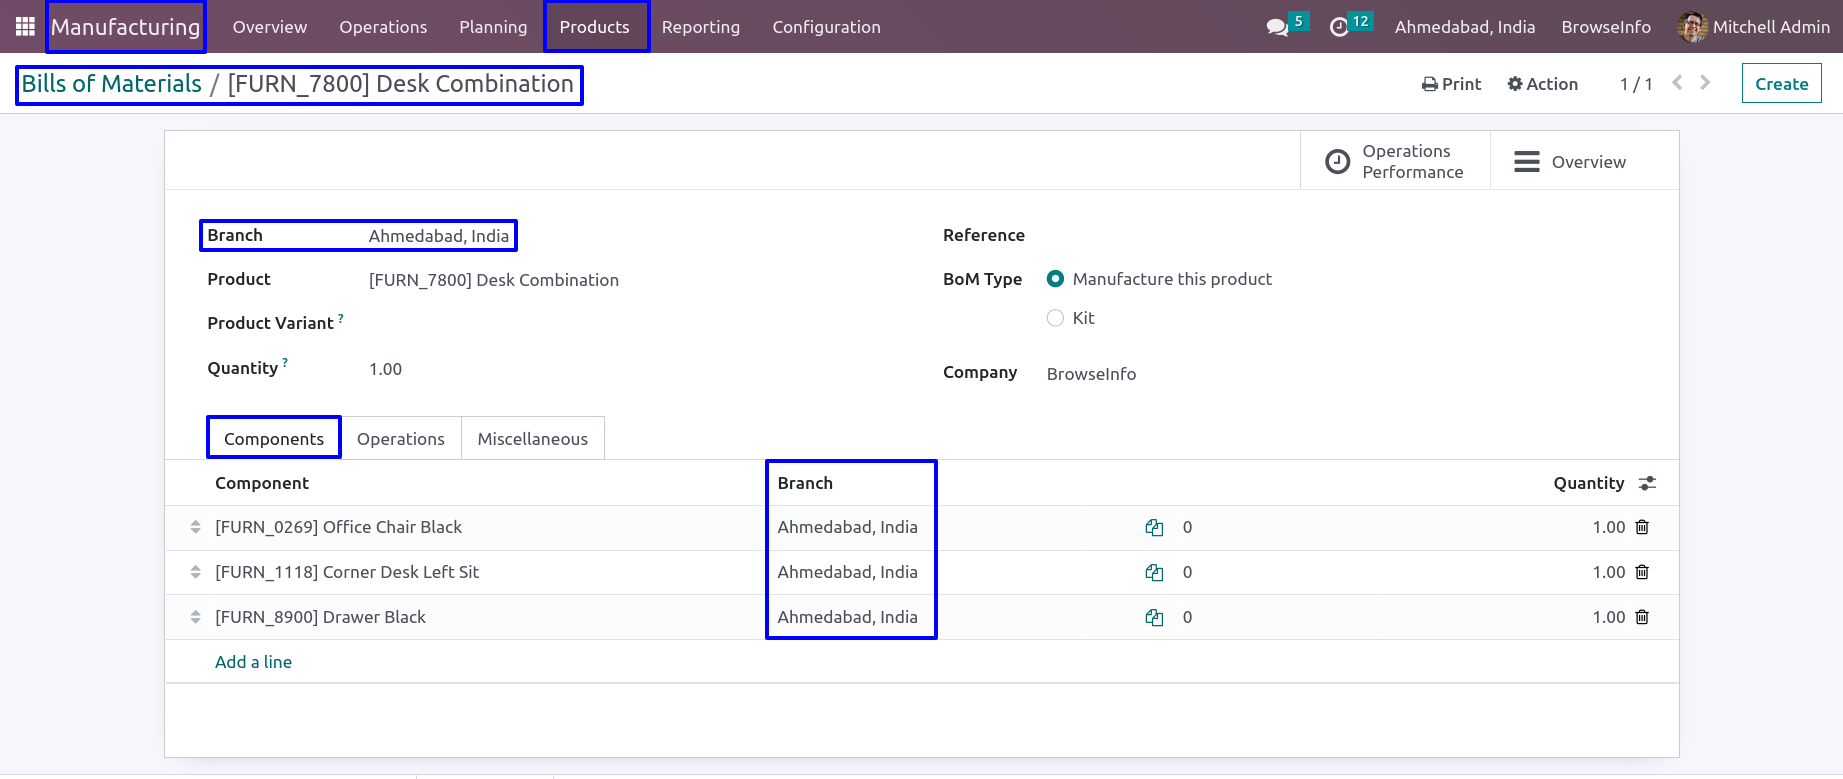 Manufacturing Overview Operations Planning Products Reporting Configuration 5 12 Ahmedabad, India BrowseInfo Mitchell Admin
Bills of Materials / [FURN_7800] Desk Combination Print Action 1 / 1 Create
Operations Performance Overview
Branch Ahmedabad, India Reference
Product [FURN_7800] Desk Combination BoM Type Manufacture this product
Product Variant ? Kit
Quantity ? 1.00 Company BrowseInfo
Components Operations Miscellaneous
Component Branch Quantity
[FURN_0269] Office Chair Black Ahmedabad, India 0 1.00
[FURN_1118] Corner Desk Left Sit Ahmedabad, India 0 1.00
[FURN_8900] Drawer Black Ahmedabad, India 0 1.00
Add a line